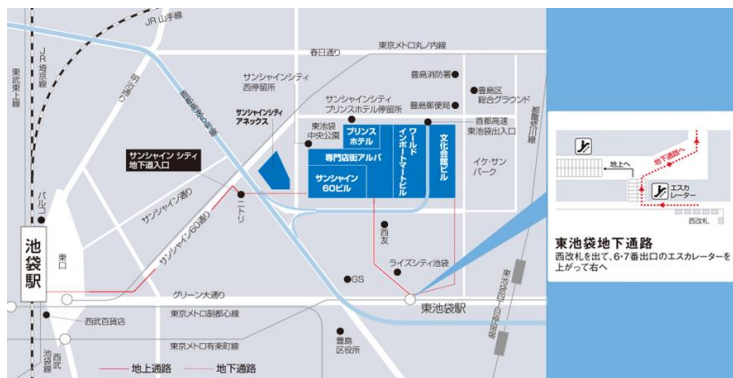 JR山手線
JR埼京線
東武東上線
明治通り
首都高速5号線
春日通り
東京メトロ丸ノ内線
サンシャインシティ
西停留所
サンシャインシティ
アネックス
サンシャインシティ
プリンスホテル停留所
豊島消防署
豊島区
総合グラウンド
豊島郵便局
都電荒川線
首都高速
東池袋出入口
東池袋
中央公園
プリンス
ホテル
専門店街アルパ
サンシャイン
60ビル
ワールド
インポートマートビル
文化会館ビル
イケ・サン
パーク
サンシャイン シティ
地下道入口
サンシャイン通り
サンシャイン60通り
ニトリ
パルコ
池袋駅
東口
西友
ライズシティ池袋
GS
グリーン大通り
東池袋駅
西武百貨店
東京メトロ副都心線
東京メトロ有楽町線
西武
池袋線
豊島
区役所
地上通路
地下通路
地上へ
地下通路へ
エスカ
レーター
西改札
東池袋地下通路
西改札を出て、6・7番出口のエスカレーターを
上がって右へ